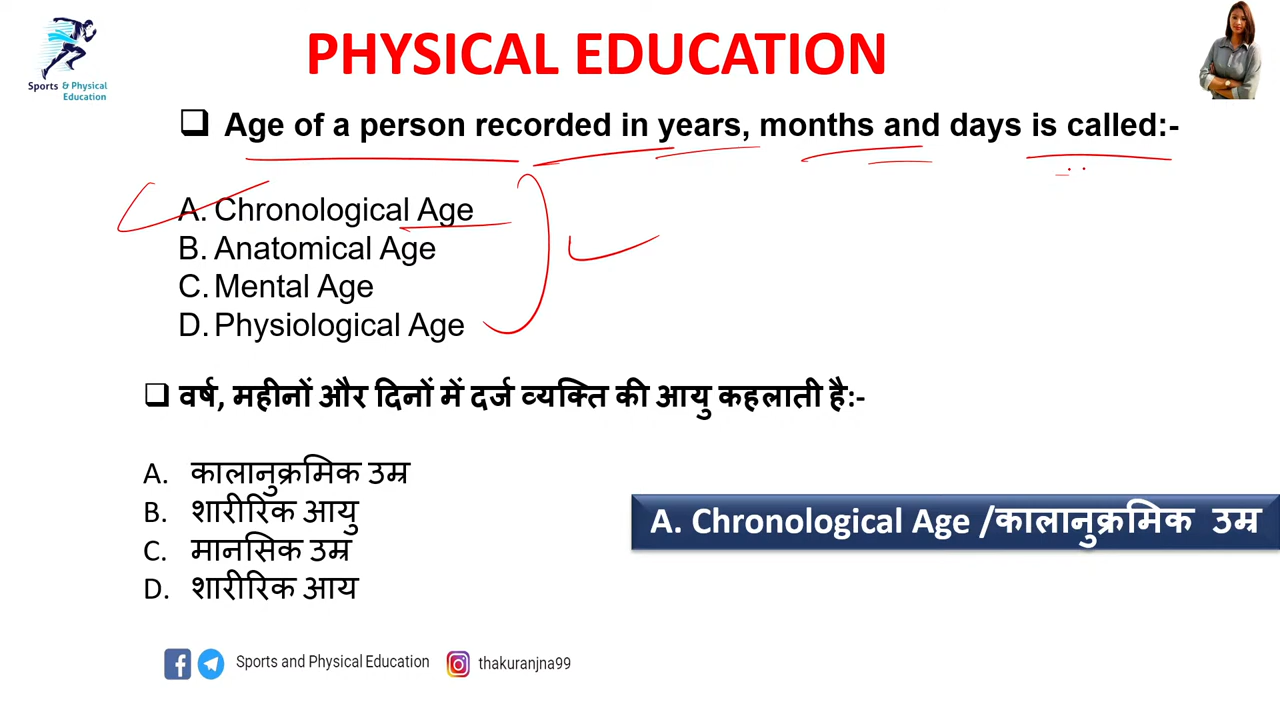 Sports & Physical
Education
PHYSICAL EDUCATION
Age of a person recorded in years, months and days is called:-
A. Chronological Age
B. Anatomical Age
C. Mental Age
D. Physiological Age
वर्ष, महीनों और दिनों में दर्ज व्यक्ति की आयु कहलाती है:-
A. कालानुक्रमिक उम्र
B. शारीरिक आयु
C. मानसिक उम्र
D. शारीरिक आय
A. Chronological Age /कालानुक्रमिक उम्र
Sports and Physical Education thakuranjna99